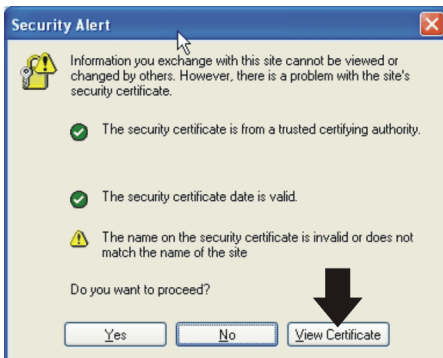 Security Alert
Information you exchange with this site cannot be viewed or
changed by others. However, there is a problem with the site's
security certificate.
The security certificate is from a trusted certifying authority.
The security certificate date is valid.
The name on the security certificate is invalid or does not
match the name of the site
Do you want to proceed?
Yes No View Certificate